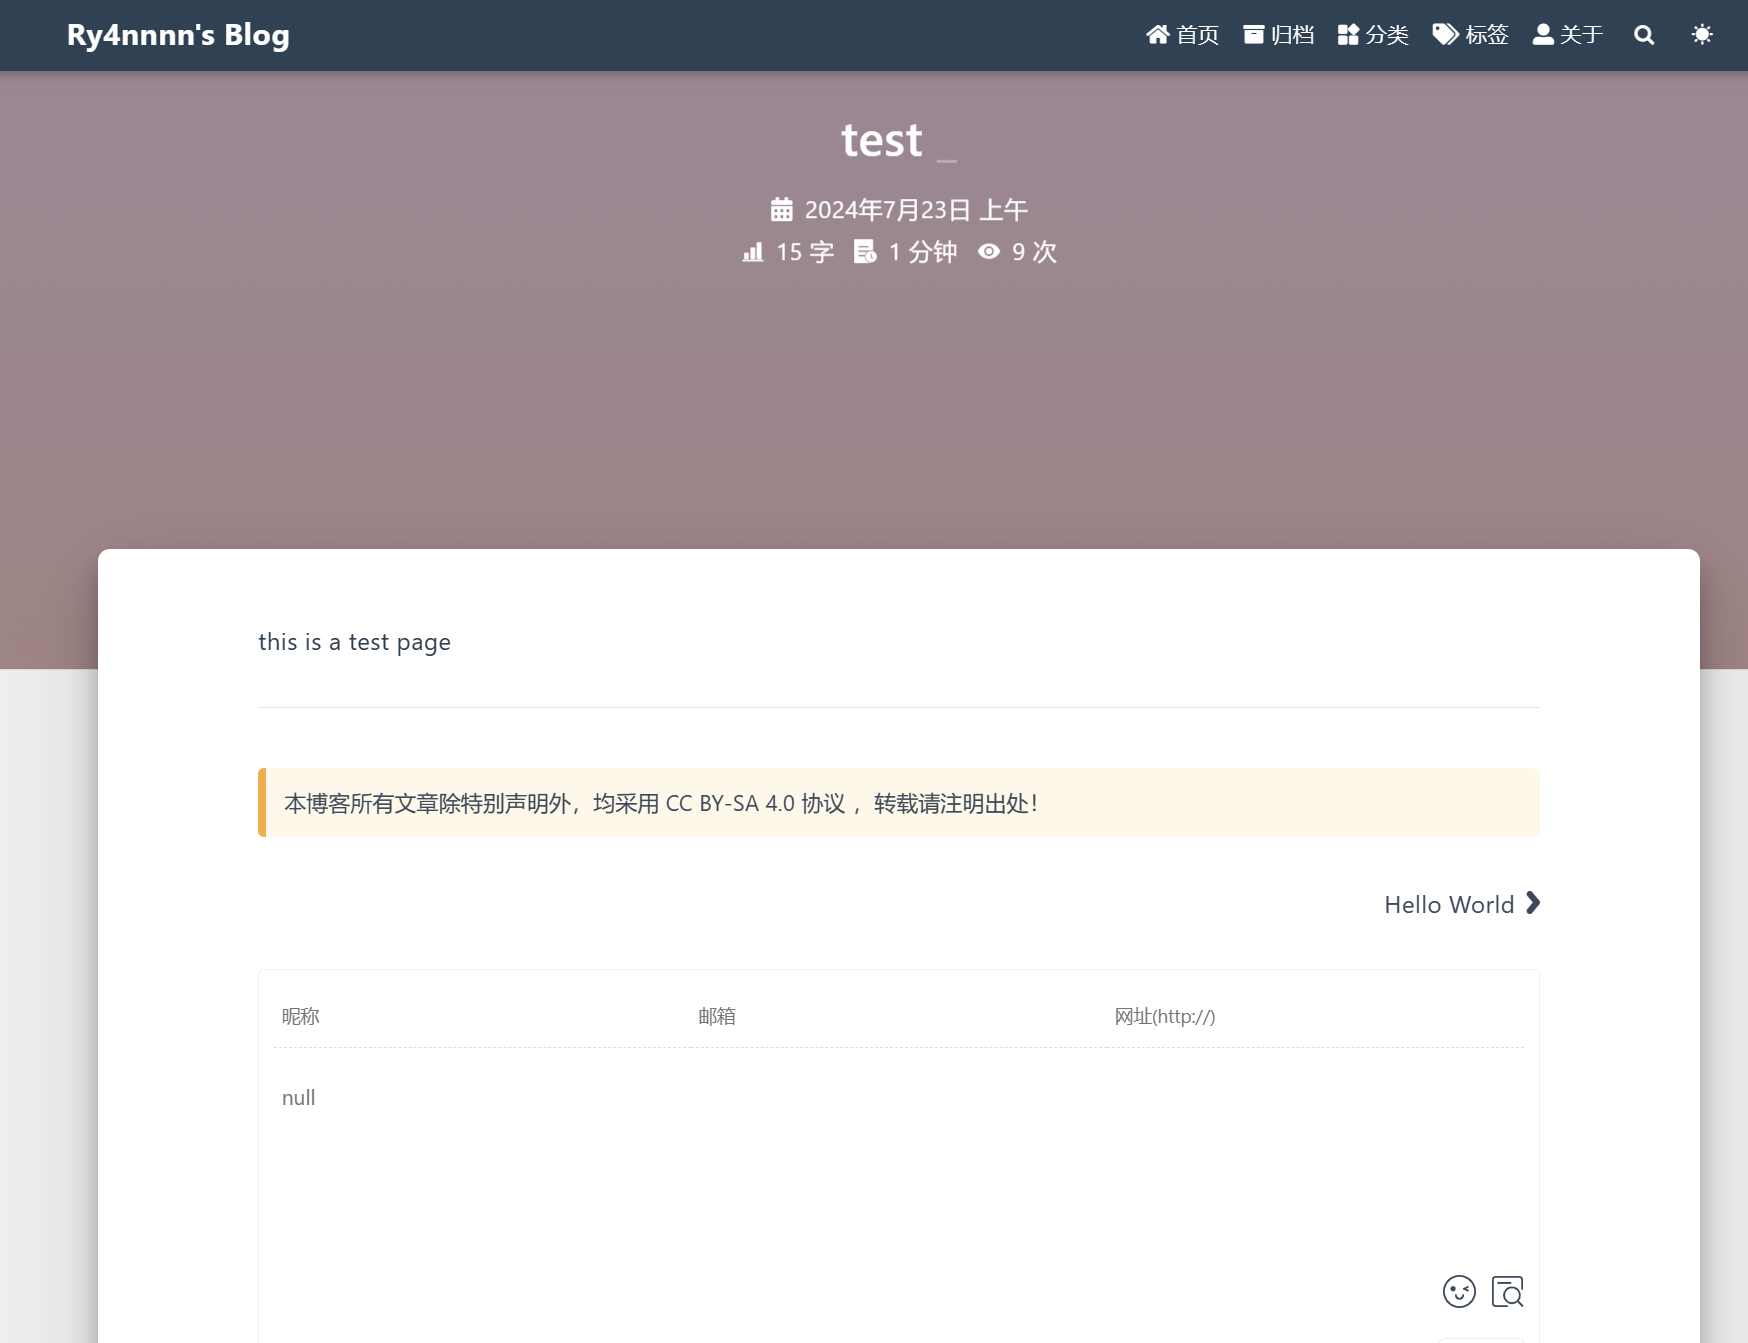 Ry4nnnn's Blog 首页 归档 分类 标签 关于
test _
2024年7月23日 上午
15 字 1 分钟 9 次
this is a test page
本博客所有文章除特别声明外，均采用 CC BY-SA 4.0 协议 ，转载请注明出处！
Hello World
昵称 邮箱 网址(http://)
null